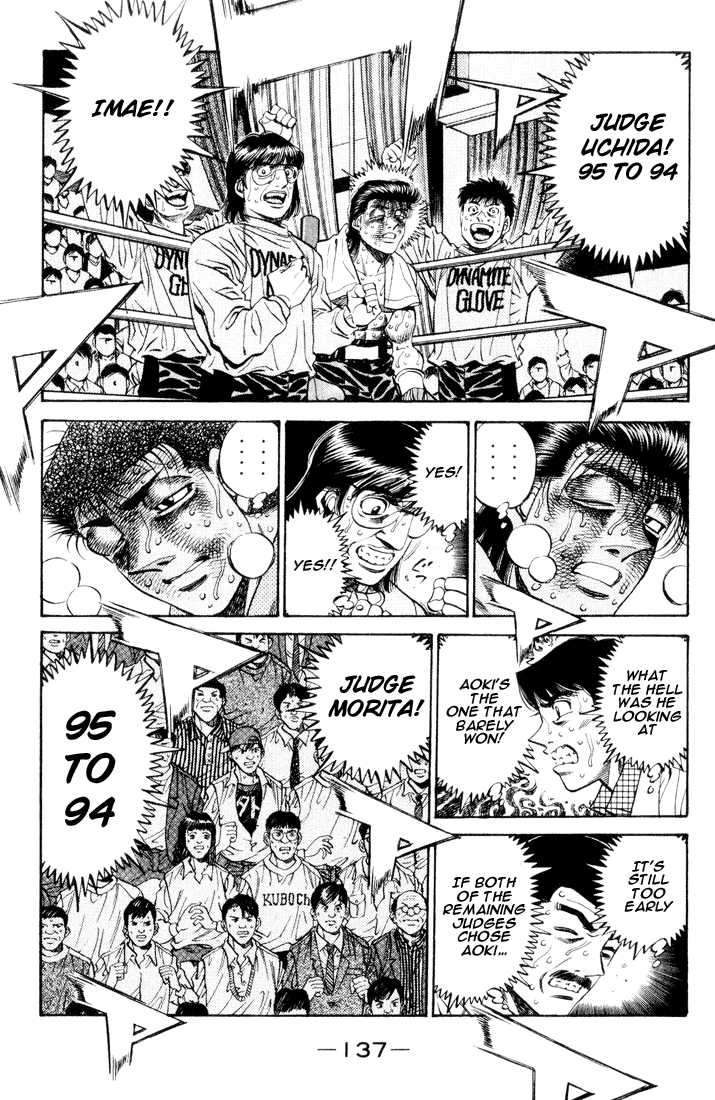 JUDGE
UCHIDA!
95 TO 94
IMAE!!
DYNAMITE
GLOVE
......
YES!
YES!!
......
WHAT
THE HELL
WAS HE
LOOKING
AT
AOKI'S
THE
ONE THAT
BARELY
WON!
IT'S
STILL
TOO
EARLY
IF BOTH
OF THE
REMAINING
JUDGES
CHOSE
AOKI...
JUDGE
MORITA!
95
TO
94
KUBOCH
—137—